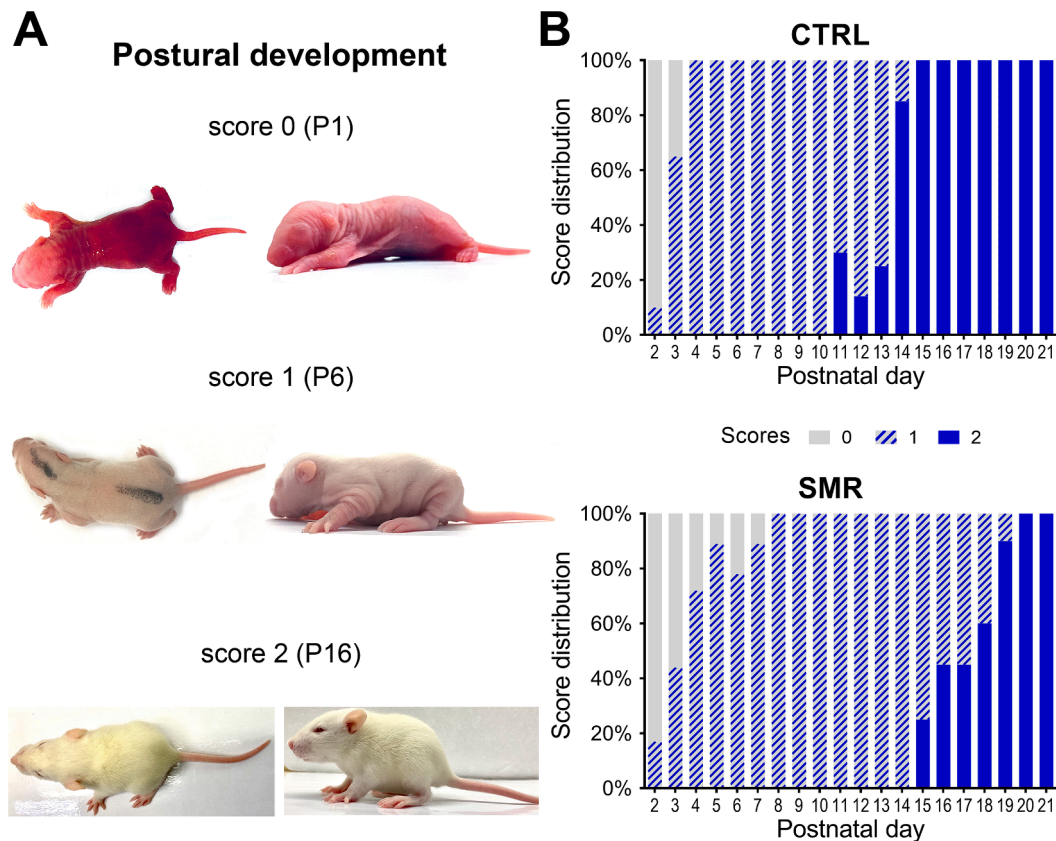 A
Postural development
score 0 (P1)
score 1 (P6)
score 2 (P16)
B
CTRL
100%
80%
60%
40%
20%
0%
Score distribution
2 3 4 5 6 7 8 9 10 11 12 13 14 15 16 17 18 19 20 21
Postnatal day
Scores 0 1 2
SMR
100%
80%
60%
40%
20%
0%
Score distribution
2 3 4 5 6 7 8 9 10 11 12 13 14 15 16 17 18 19 20 21
Postnatal day